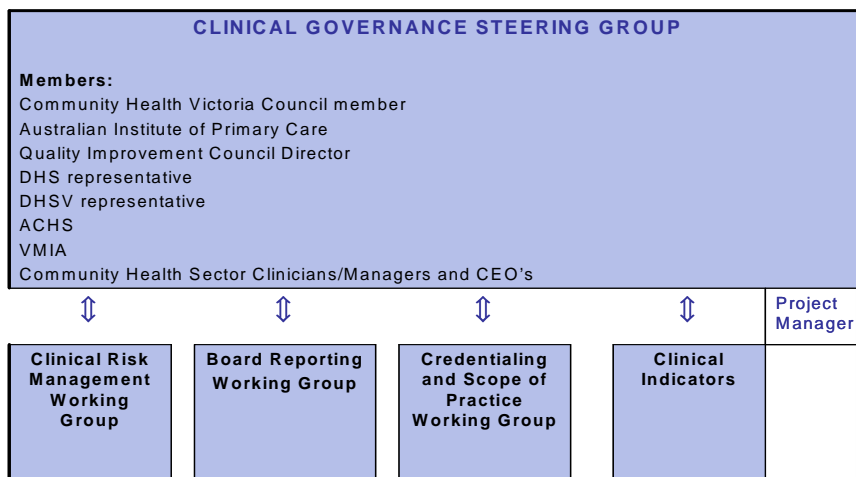 CLINICAL GOVERNANCE STEERING GROUP
Members:
Community Health Victoria Council member
Australian Institute of Primary Care
Quality Improvement Council Director
DHS representative
DHSV representative
ACHS
VMIA
Community Health Sector Clinicians/Managers and CEO's
Project
Manager
Clinical Risk
Management
Working
Group
Board Reporting
Working Group
Credentialing
and Scope of
Practice
Working Group
Clinical
Indicators